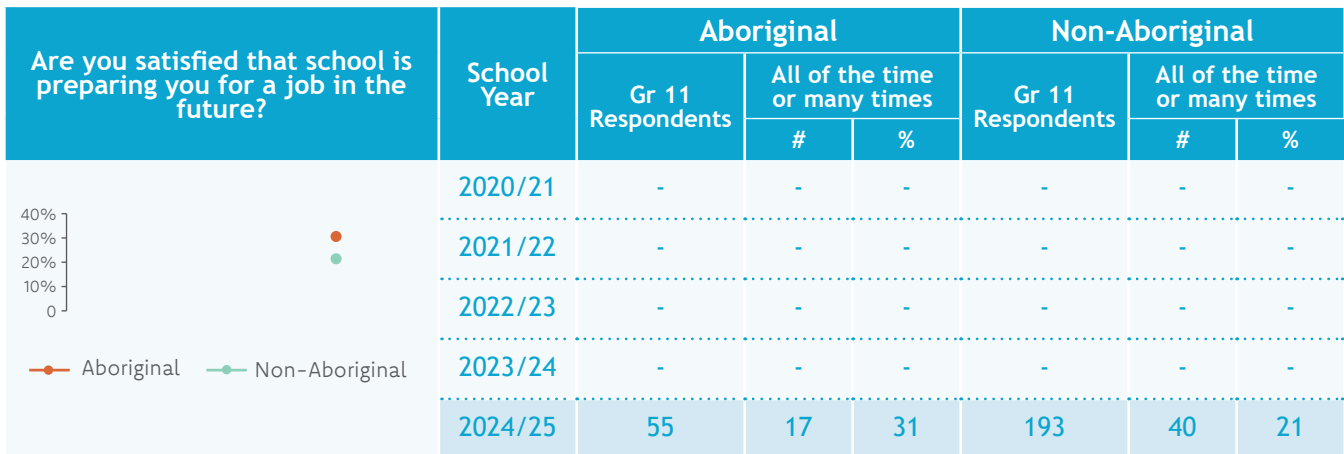 Are you satisfied that school is
preparing you for a job in the
future?
School
Year
Aboriginal
Non-Aboriginal
Gr 11
Respondents
All of the time
or many times
Gr 11
Respondents
All of the time
or many times
# % # %
2020/21 - - - - - -
2021/22 - - - - - -
2022/23 - - - - - -
2023/24 - - - - - -
2024/25 55 17 31 193 40 21
40%
30%
20%
10%
0
Aboriginal Non-Aboriginal